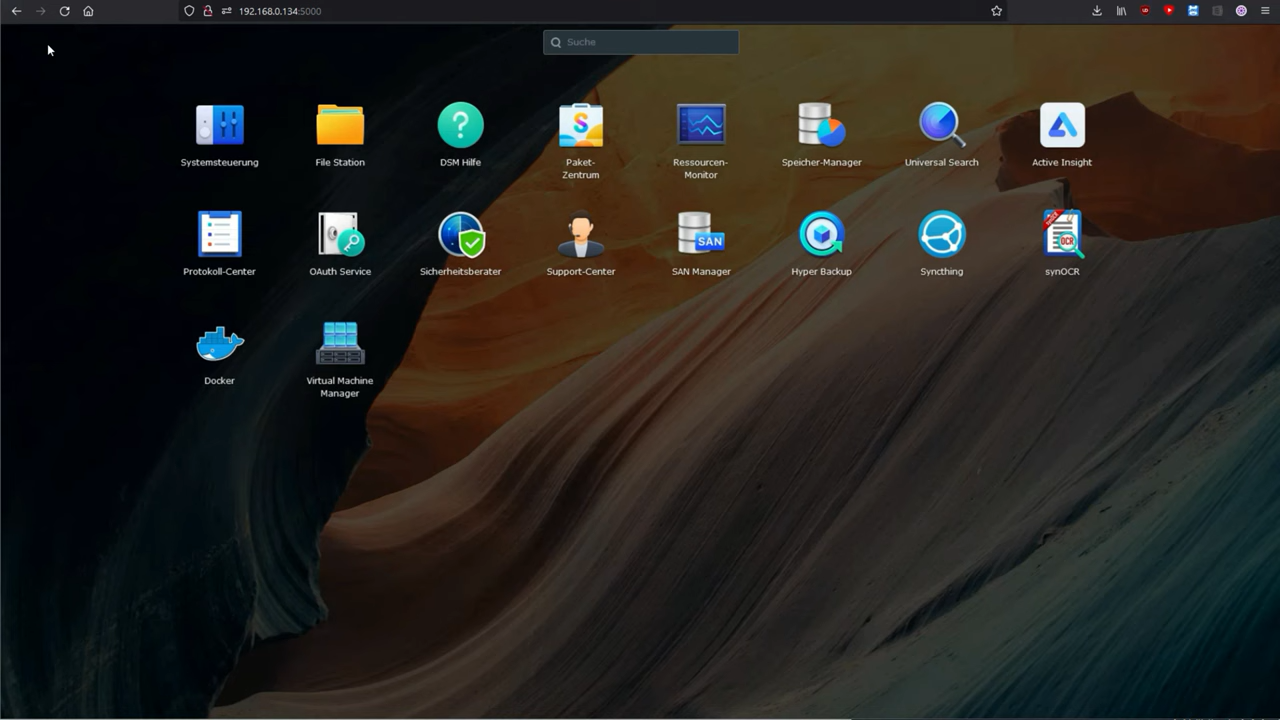 192.168.0.134:5000
Suche
Systemsteuerung
File Station
DSM Hilfe
Paket-
Zentrum
Ressourcen-
Monitor
Speicher-Manager
Universal Search
Active Insight
Protokoll-Center
OAuth Service
Sicherheitsberater
Support-Center
SAN
SAN Manager
Hyper Backup
Syncthing
OCR
synOCR
Docker
Virtual Machine
Manager